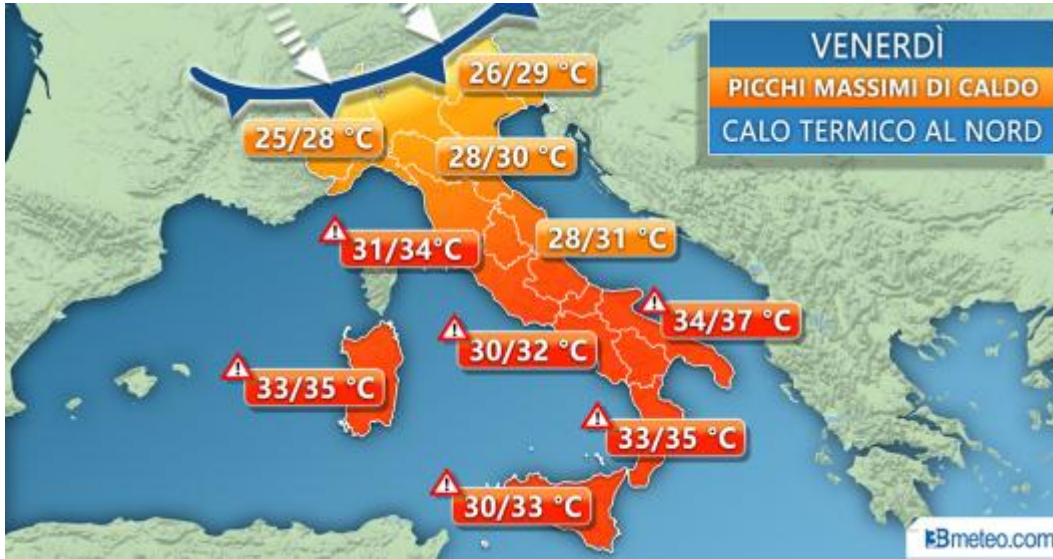 VENERDÌ
PICCHI MASSIMI DI CALDO
CALO TERMICO AL NORD
26/29 °C
25/28 °C
28/30 °C
31/34°C
28/31 °C
34/37 °C
30/32 °C
33/35 °C
33/35 °C
30/33 °C
3Bmeteo.com